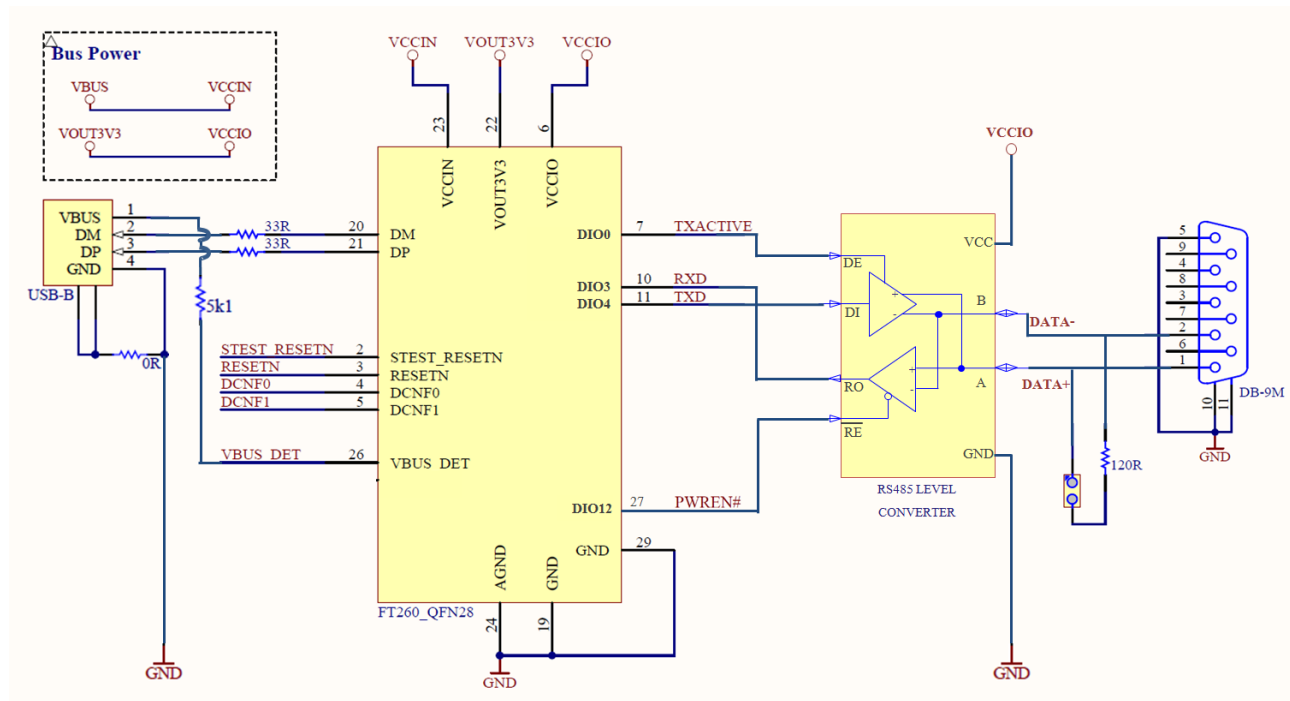 Bus Power
VBUS VCCIN
VOUT3V3 VCCIO
VCCIN VOUT3V3 VCCIO
23 22 6
VCCIN VOUT3V3 VCCIO
VBUS 1
DM 2
DP 3
GND 4
USB-B
33R 20 DM
33R 21 DP
5k1
0R
STEST_RESETN 2 STEST_RESETN
RESETN 3 RESETN
DCNF0 4 DCNF0
DCNF1 5 DCNF1
VBUS_DET 26 VBUS_DET
DIO0 7 TXACTIVE
DIO3 10 RXD
DIO4 11 TXD
DIO12 27 PWREN#
GND 29
AGND GND
24 19
FT260_QFN28
GND
GND
VCCIO
VCC
DE
DI
B
+
-
RO
+
-
A
RE
GND
RS485 LEVEL
CONVERTER
GND
DATA-
DATA+
120R
5
9
4
8
3
7
2
6
1
10 11
DB-9M
GND